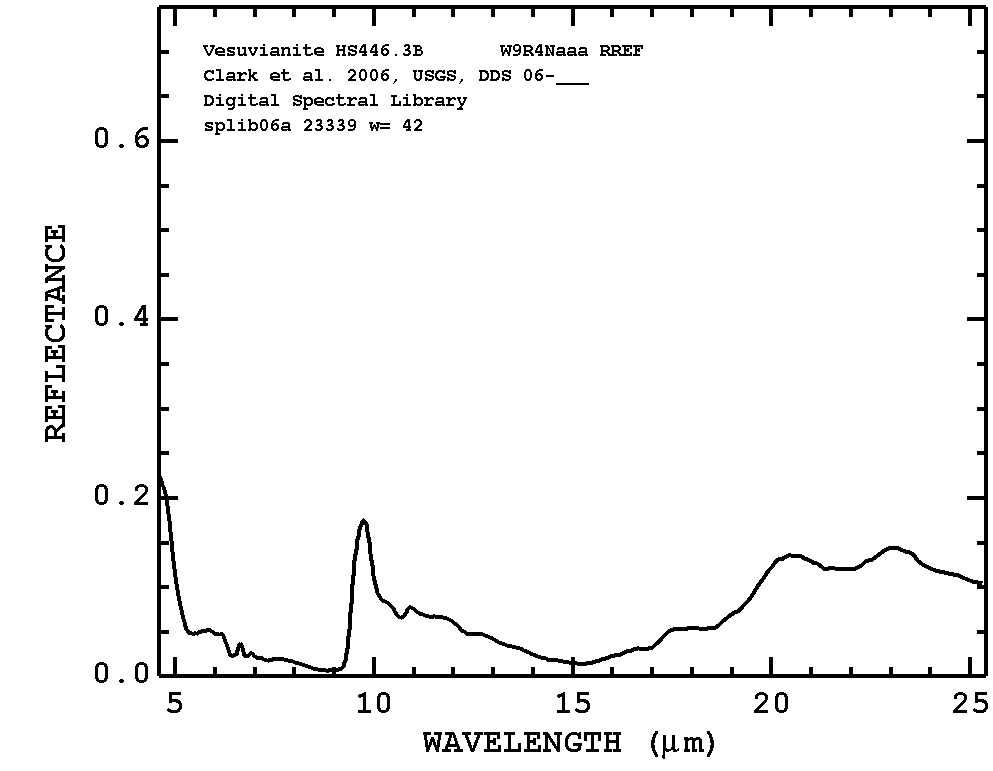 Vesuvianite HS446.3B W9R4Naaa RREF
Clark et al. 2006, USGS, DDS 06-___
Digital Spectral Library
splib06a 23339 w= 42
REFLECTANCE
0.6
0.4
0.2
0.0
5 10 15 20 25
WAVELENGTH (μm)